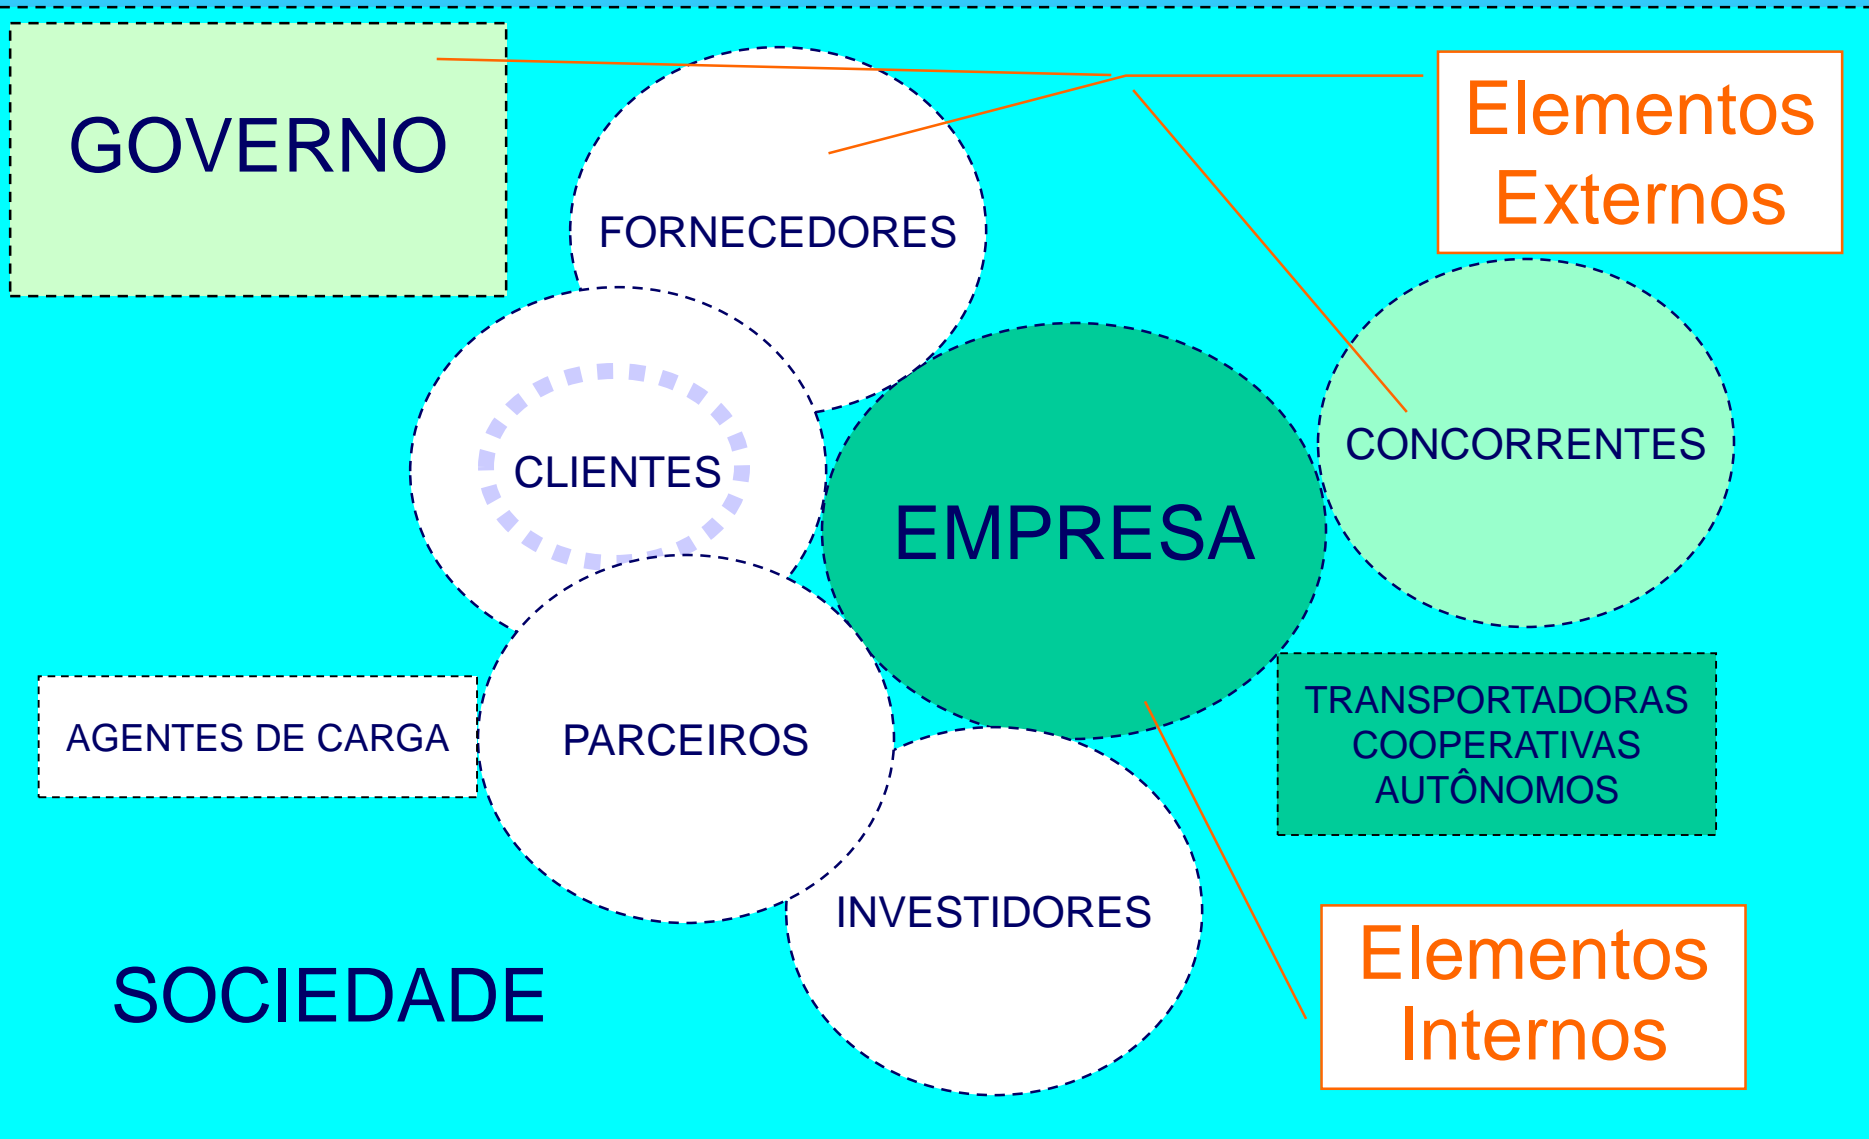 GOVERNO
Elementos
Externos
FORNECEDORES
CLIENTES
CONCORRENTES
EMPRESA
AGENTES DE CARGA
PARCEIROS
TRANSPORTADORAS
COOPERATIVAS
AUTÔNOMOS
INVESTIDORES
SOCIEDADE
Elementos
Internos